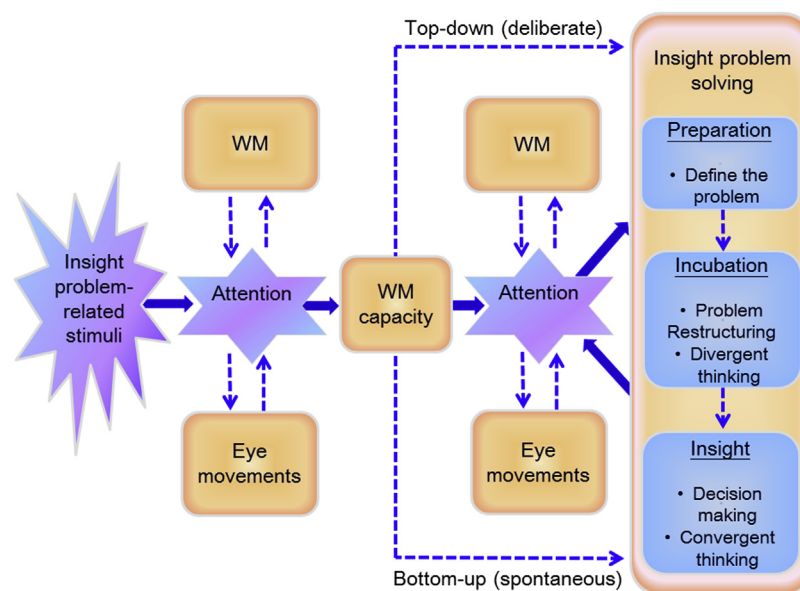 Top-down (deliberate)
Insight problem
solving
WM
WM
Preparation
• Define the
problem
Insight
problem-
related
stimuli
Attention
WM
capacity
Attention
Incubation
• Problem
Restructuring
• Divergent
thinking
Eye
movements
Eye
movements
Insight
• Decision
making
• Convergent
thinking
Bottom-up (spontaneous)